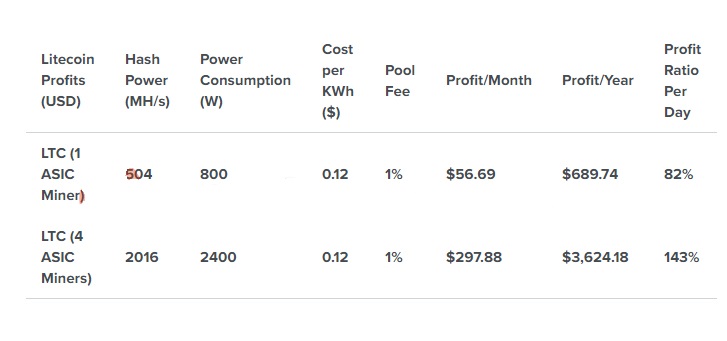 Litecoin Profits (USD) Hash Power (MH/s) Power Consumption (W) Cost per KWh ($) Pool Fee Profit/Month Profit/Year Profit Ratio Per Day
LTC (1 ASIC Miner) 504 800 0.12 1% $56.69 $689.74 82%
LTC (4 ASIC Miners) 2016 2400 0.12 1% $297.88 $3,624.18 143%